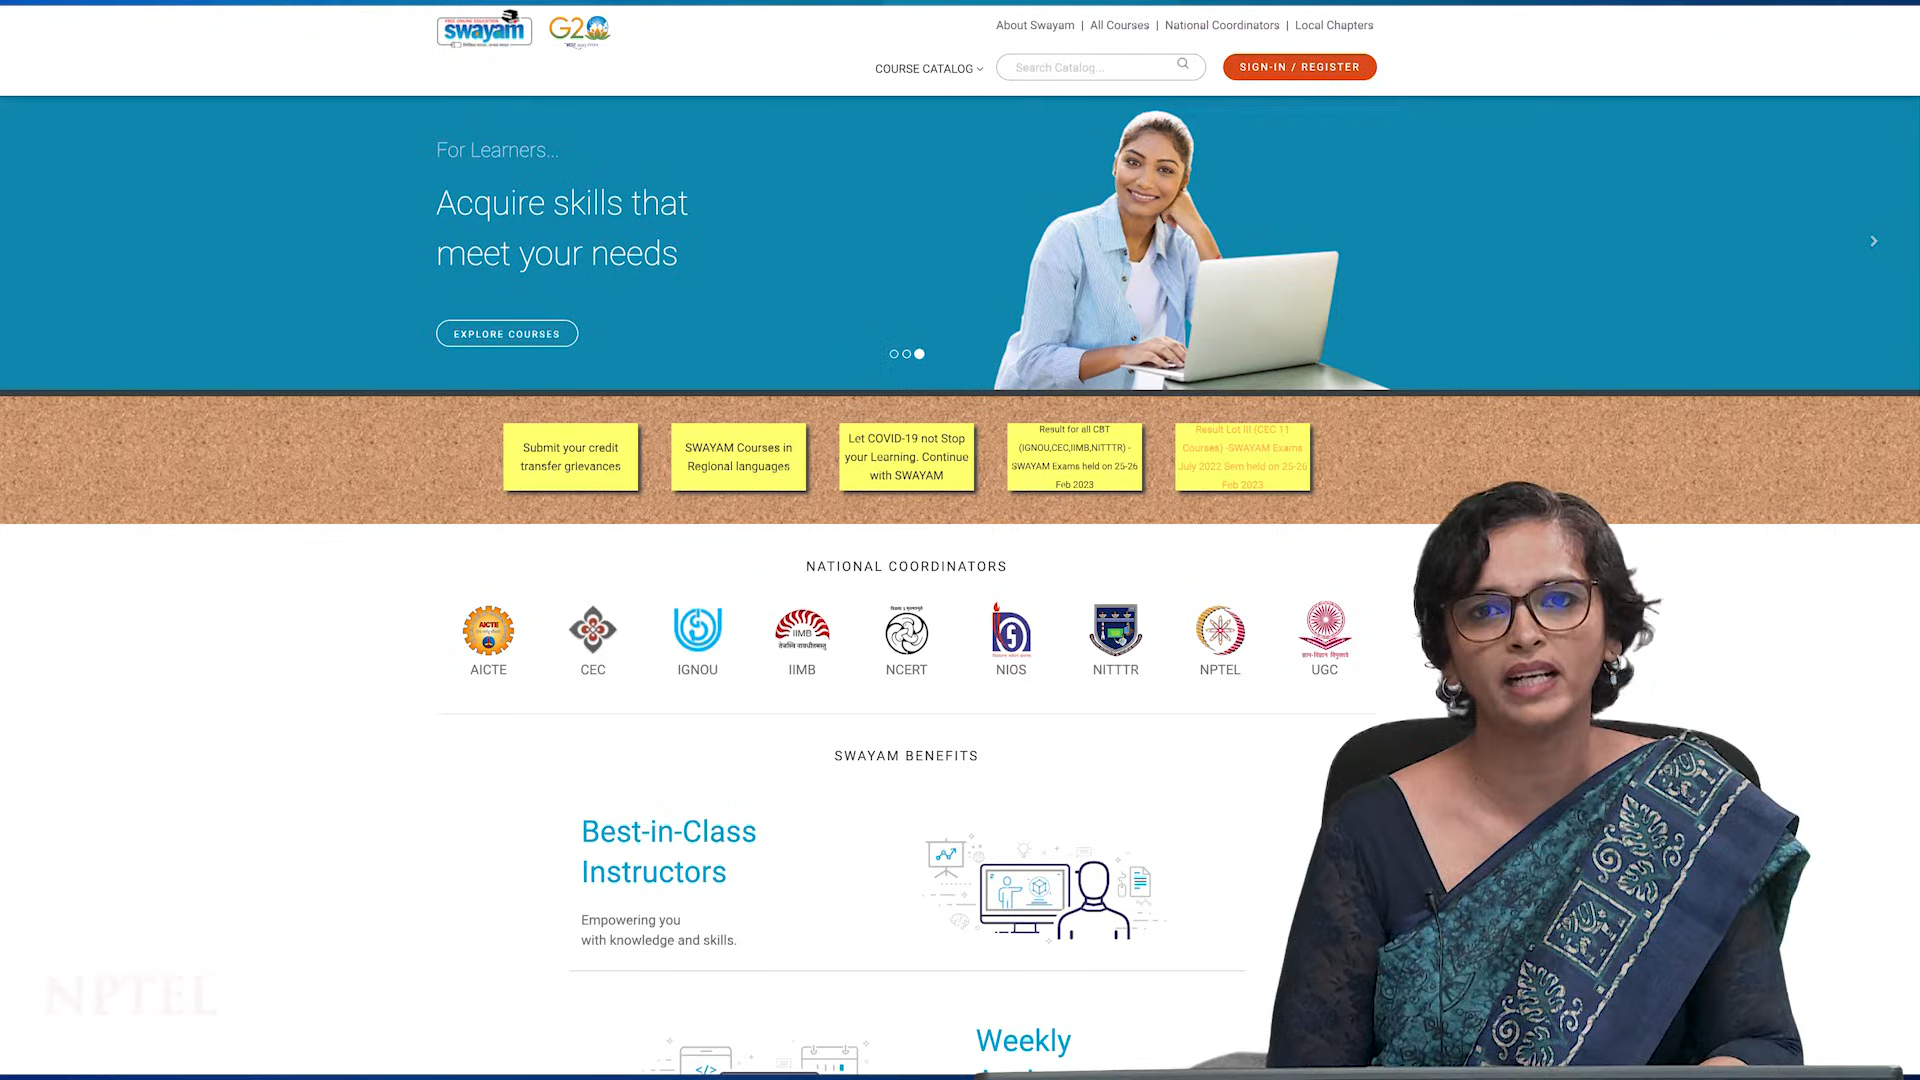 FREE ONLINE EDUCATION
swayam
G20
About Swayam | All Courses | National Coordinators | Local Chapters
COURSE CATALOG
Search Catalog...
SIGN-IN / REGISTER
For Learners...
Acquire skills that
meet your needs
EXPLORE COURSES
Submit your credit
transfer grievances
SWAYAM Courses in
Regional languages
Let COVID-19 not Stop
your Learning. Continue
with SWAYAM
Result for all CBT
(IGNOU,CEC,IIMB,NITTTR) -
SWAYAM Exams held on 25-26
Feb 2023
Result Lot III (CEC 11
Courses) -SWAYAM Exams
July 2022 Sem held on 25-26
Feb 2023
NATIONAL COORDINATORS
AICTE
IIMB
AICTE
CEC
IGNOU
IIMB
NCERT
NIOS
NITTTR
NPTEL
UGC
SWAYAM BENEFITS
Best-in-Class
Instructors
Empowering you
with knowledge and skills.
NPTEL
Weekly